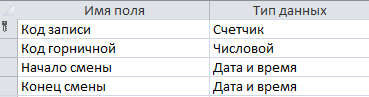 Имя поля Тип данных
Код записи Счетчик
Код горничной Числовой
Начало смены Дата и время
Конец смены Дата и время